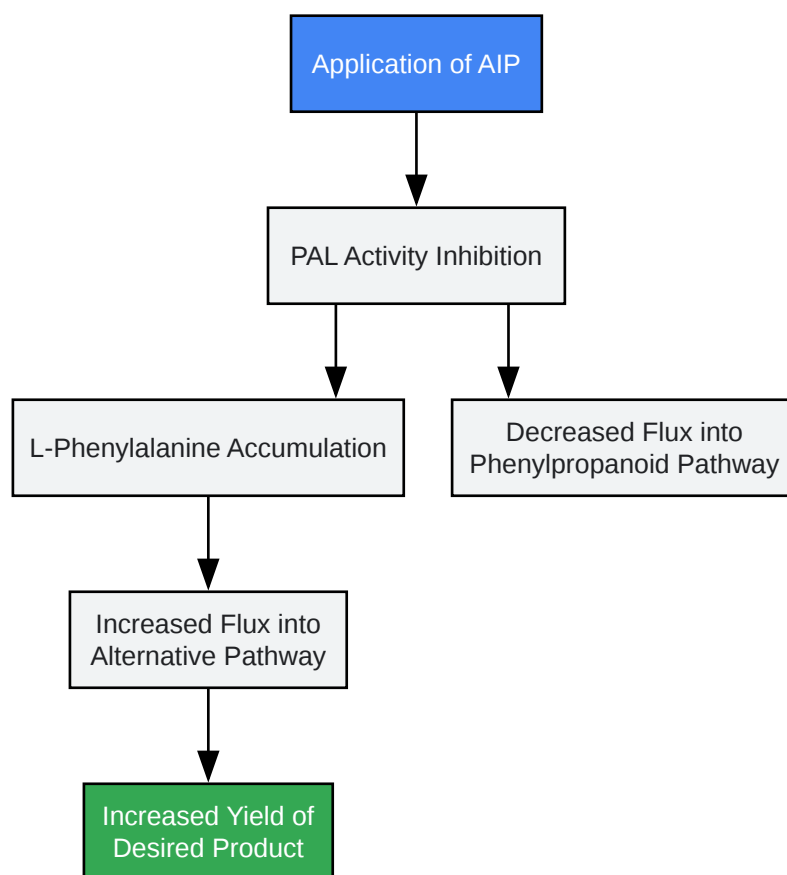 Application of AIP
PAL Activity Inhibition
L-Phenylalanine Accumulation
Decreased Flux into
Phenylpropanoid Pathway
Increased Flux into
Alternative Pathway
Increased Yield of
Desired Product